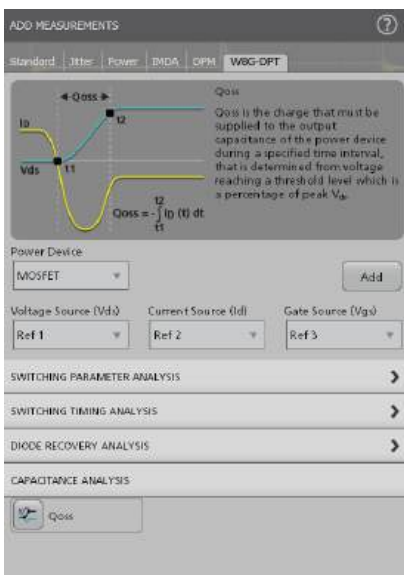 ADD MEASUREMENTS
?
Standard Jitter Power IMDA DPM WBG-DPT
Qoss
ID
t2
Vds
t1
t2
Qoss = -∫ ID (t) dt
t1
Qoss
Qoss is the charge that must be
supplied to the output
capacitance of the power device
during a specified time interval,
that is determined from voltage
reaching a threshold level which is
a percentage of peak Vds.
Power Device
MOSFET
Add
Voltage Source (Vds) Current Source (Id) Gate Source (Vgs)
Ref 1 Ref 2 Ref 3
SWITCHING PARAMETER ANALYSIS
SWITCHING TIMING ANALYSIS
DIODE RECOVERY ANALYSIS
CAPACITANCE ANALYSIS
Qoss